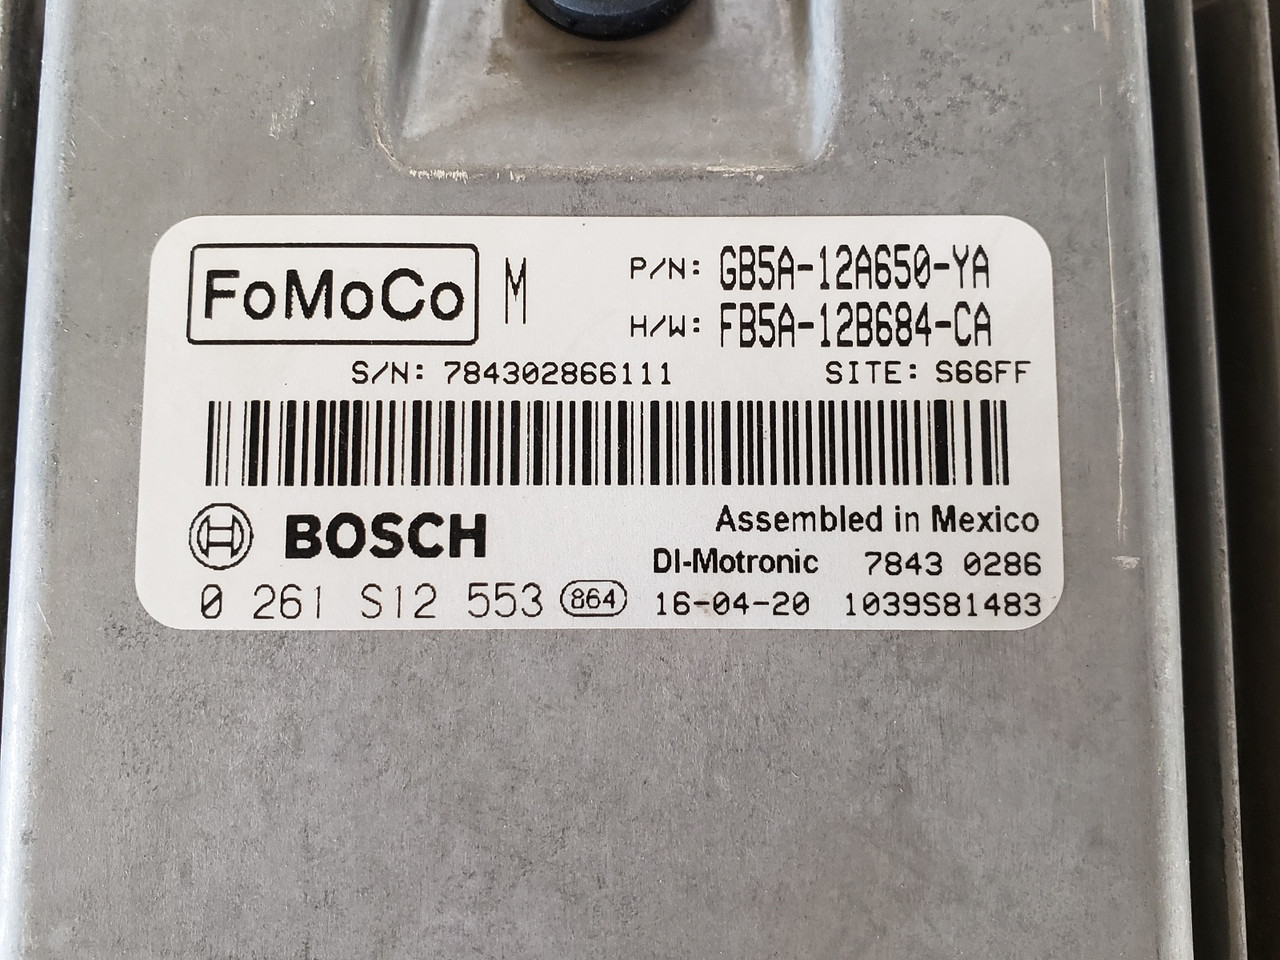 FoMoCo M P/N: GB5A-12A650-YA
H/W: FB5A-12B684-CA
S/N: 784302866111 SITE: S66FF
BOSCH Assembled in Mexico
DI-Motronic 7843 0286
0 261 S12 553 864 16-04-20 1039S81483